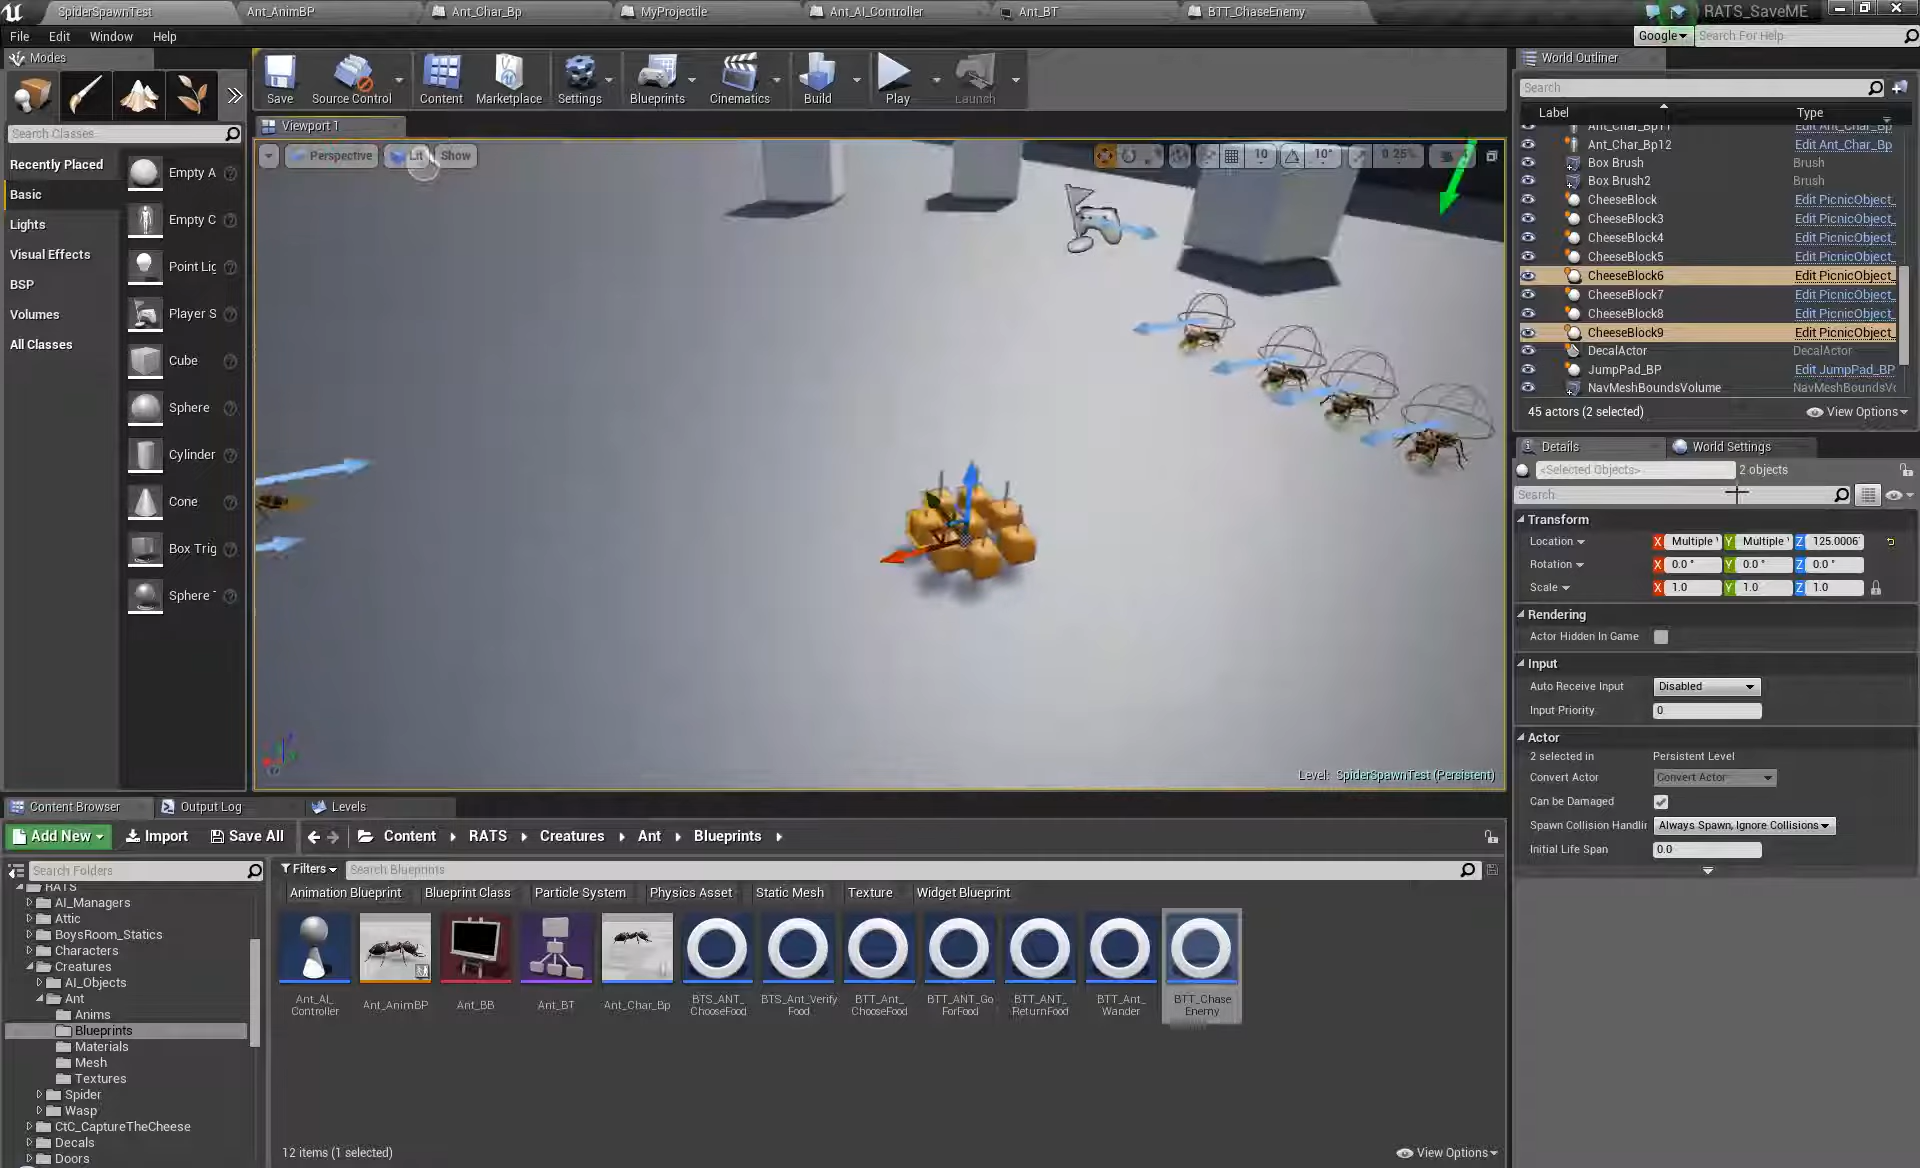 SpiderSpawnTest
Ant_AnimBP
Ant_Char_Bp
MyProjectile
Ant_AI_Controller
Ant_BT
BTT_ChaseEnemy
RATS_SaveME
File Edit Window Help
Google
Search For Help
Modes
Search Classes
Recently Placed
Basic
Lights
Visual Effects
BSP
Volumes
All Classes
Empty A
Empty C
Point Lig
Player S
Cube
Sphere
Cylinder
Cone
Box Trig
Sphere
Save
Source Control
Content
Marketplace
Settings
Blueprints
Cinematics
Build
Play
Launch
Viewport 1
Perspective
Lit
Show
10
10°
0.25
Level: SpiderSpawnTest (Persistent)
World Outliner
Search
Label Type
Ant_Char_Bp11 Edit Ant_Char_Bp
Ant_Char_Bp12 Edit Ant_Char_Bp
Box Brush Brush
Box Brush2 Brush
CheeseBlock Edit PicnicObject_
CheeseBlock3 Edit PicnicObject_
CheeseBlock4 Edit PicnicObject_
CheeseBlock5 Edit PicnicObject_
CheeseBlock6 Edit PicnicObject_
CheeseBlock7 Edit PicnicObject_
CheeseBlock8 Edit PicnicObject_
CheeseBlock9 Edit PicnicObject_
DecalActor DecalActor
JumpPad_BP Edit JumpPad_BP
NavMeshBoundsVolume NavMeshBoundsVo
45 actors (2 selected)
View Options
Details
World Settings
<Selected Objects> 2 objects
Search
Transform
Location X Multiple Y Multiple Z 125.0006
Rotation X 0.0 ° Y 0.0 ° Z 0.0 °
Scale X 1.0 Y 1.0 Z 1.0
Rendering
Actor Hidden In Game
Input
Auto Receive Input Disabled
Input Priority 0
Actor
2 selected in Persistent Level
Convert Actor Convert Actor
Can be Damaged
Spawn Collision Handlin Always Spawn, Ignore Collisions
Initial Life Span 0.0
Content Browser
Output Log
Levels
Add New
Import
Save All
Content RATS Creatures Ant Blueprints
Search Folders
Filters
Search Blueprints
Animation Blueprint Blueprint Class Particle System Physics Asset Static Mesh Texture Widget Blueprint
RATS
AI_Managers
Attic
BoysRoom_Statics
Characters
Creatures
AI_Objects
Ant
Anims
Blueprints
Materials
Mesh
Textures
Spider
Wasp
CtC_CaptureTheCheese
Decals
Doors
Ant_AI_
Controller
Ant_AnimBP
Ant_BB
Ant_BT
Ant_Char_Bp
BTS_ANT_
ChooseFood
BTS_Ant_Verify
Food
BTT_Ant_
ChooseFood
BTT_ANT_Go
ForFood
BTT_ANT_
ReturnFood
BTT_Ant_
Wander
BTT_Chase
Enemy
12 items (1 selected)
View Options